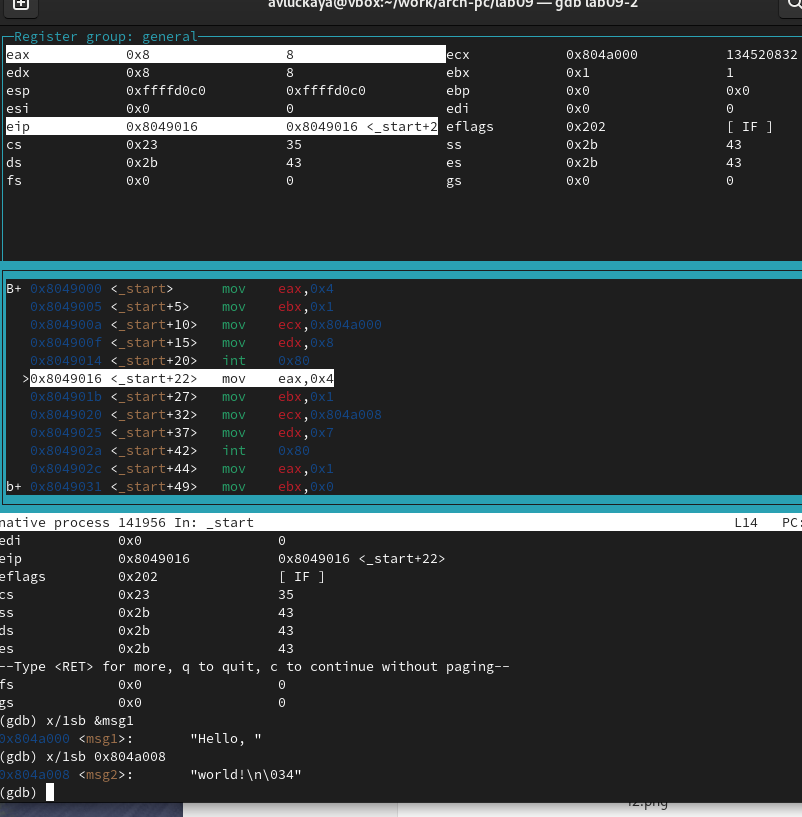 avluckaya@vbox:~/work/arch-pc/lab09 — gdb lab09-2
Register group: general
eax 0x8 8 ecx 0x804a000 134520832
edx 0x8 8 ebx 0x1 1
esp 0xffffd0c0 0xffffd0c0 ebp 0x0 0x0
esi 0x0 0 edi 0x0 0
eip 0x8049016 0x8049016 <_start+2 eflags 0x202 [ IF ]
cs 0x23 35 ss 0x2b 43
ds 0x2b 43 es 0x2b 43
fs 0x0 0 gs 0x0 0
B+ 0x8049000 <_start> mov eax,0x4
0x8049005 <_start+5> mov ebx,0x1
0x804900a <_start+10> mov ecx,0x804a000
0x804900f <_start+15> mov edx,0x8
0x8049014 <_start+20> int 0x80
>0x8049016 <_start+22> mov eax,0x4
0x804901b <_start+27> mov ebx,0x1
0x8049020 <_start+32> mov ecx,0x804a008
0x8049025 <_start+37> mov edx,0x7
0x804902a <_start+42> int 0x80
0x804902c <_start+44> mov eax,0x1
b+ 0x8049031 <_start+49> mov ebx,0x0
native process 141956 In: _start L14 PC:
edi 0x0 0
eip 0x8049016 0x8049016 <_start+22>
eflags 0x202 [ IF ]
cs 0x23 35
ss 0x2b 43
ds 0x2b 43
es 0x2b 43
--Type <RET> for more, q to quit, c to continue without paging--
fs 0x0 0
gs 0x0 0
(gdb) x/1sb &msg1
0x804a000 <msg1>: "Hello, "
(gdb) x/1sb 0x804a008
0x804a008 <msg2>: "world!\n\034"
(gdb)
12.png